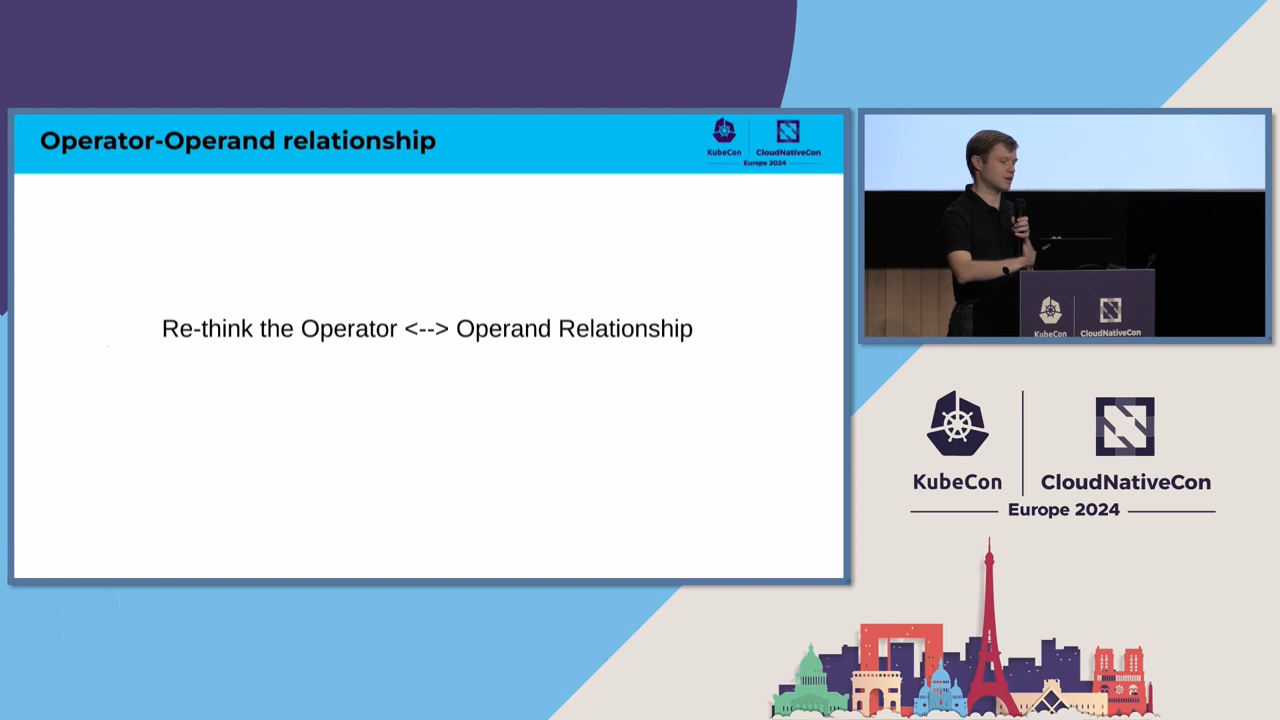 Operator-Operand relationship
KubeCon
CloudNativeCon
Europe 2024
Re-think the Operator <--> Operand Relationship
KubeCon
CloudNativeCon
KubeCon
CloudNativeCon
Europe 2024